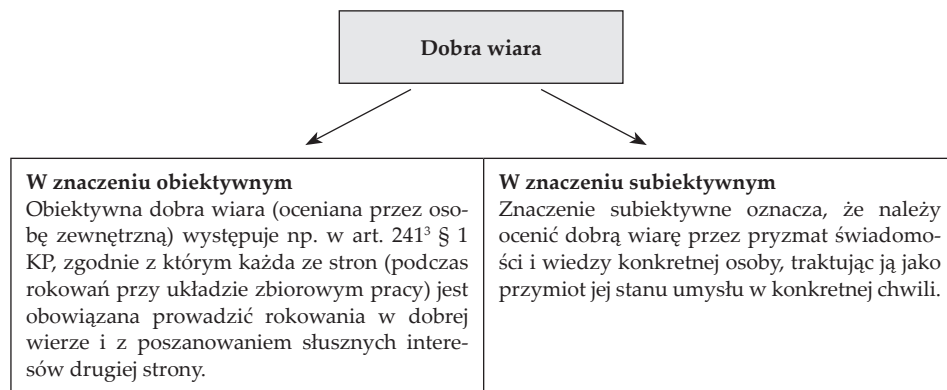 Dobra wiara
W znaczeniu obiektywnym
Obiektywna dobra wiara (oceniana przez oso-
bę zewnętrzną) występuje np. w art. 241³ § 1
KP, zgodnie z którym każda ze stron (podczas
rokowań przy układzie zbiorowym pracy) jest
obowiązana prowadzić rokowania w dobrej
wierze i z poszanowaniem słusznych intere-
sów drugiej strony.
W znaczeniu subiektywnym
Znaczenie subiektywne oznacza, że należy
ocenić dobrą wiarę przez pryzmat świadomo-
ści i wiedzy konkretnej osoby, traktując ją jako
przymiot jej stanu umysłu w konkretnej chwili.